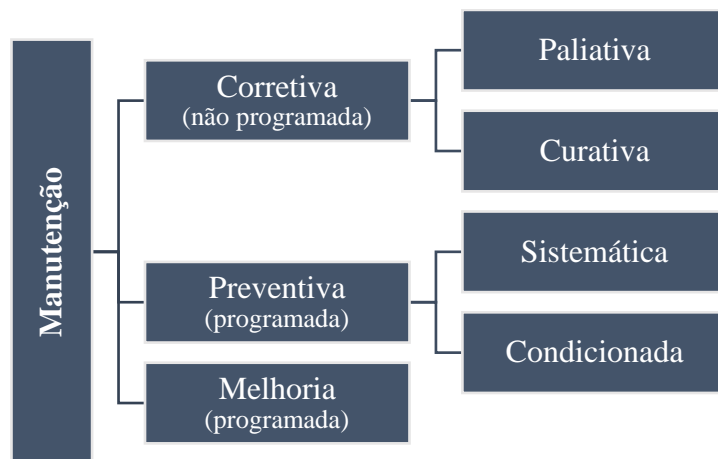 Manutenção
Corretiva
(não programada)
Paliativa
Curativa
Preventiva
(programada)
Sistemática
Condicionada
Melhoria
(programada)